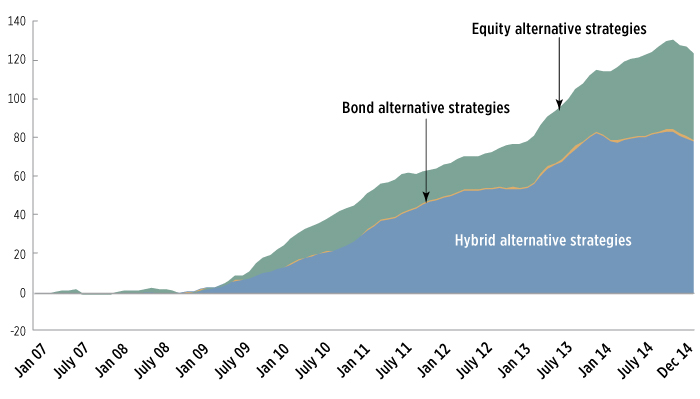 140
Equity alternative strategies
120
Bond alternative strategies
100
80
60
40
Hybrid alternative strategies
20
0
-20
Jan 07
July 07
Jan 08
July 08
Jan 09
July 09
Jan 10
July 10
Jan 11
July 11
Jan 12
July 12
Jan 13
July 13
Jan 14
July 14
Dec 14